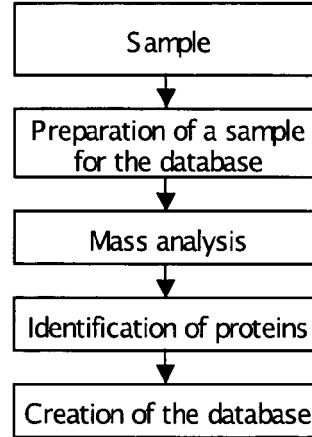 Sample
Preparation of a sample
for the database
Mass analysis
Identification of proteins
Creation of the database